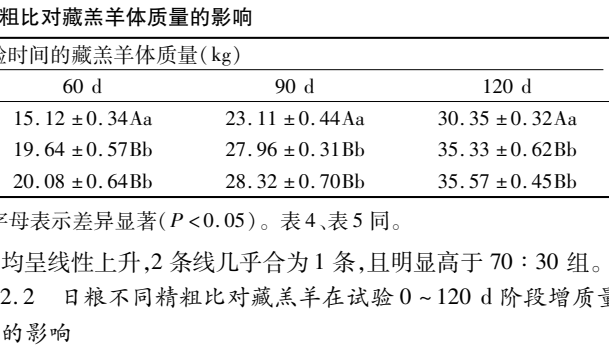 粗比对藏羔羊体质量的影响
验时间的藏羔羊体质量(kg)
60 d 90 d 120 d
15.12 ±0.34Aa 23.11 ±0.44Aa 30.35 ±0.32Aa
19.64 ±0.57Bb 27.96 ±0.31Bb 35.33 ±0.62Bb
20.08 ±0.64Bb 28.32 ±0.70Bb 35.57 ±0.45Bb
字母表示差异显著(P <0.05)。表4、表5 同。
均呈线性上升,2 条线几乎合为1 条,且明显高于 70∶30 组。
2.2 日粮不同精粗比对藏羔羊在试验 0 ~120 d 阶段增质量
的影响